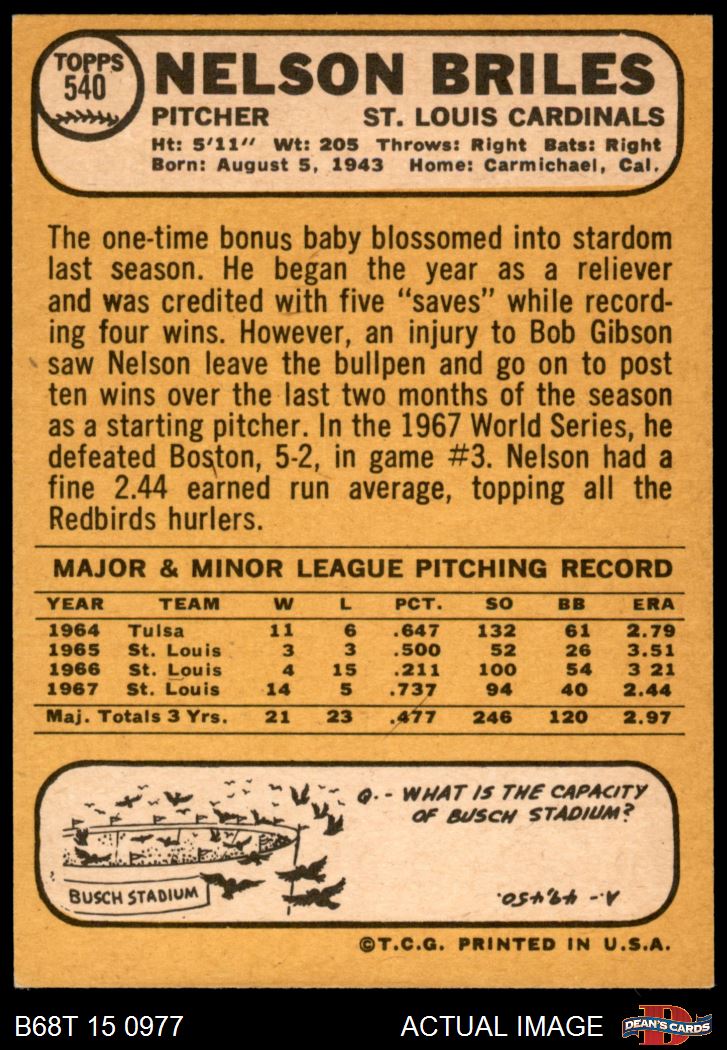 TOPPS
540
NELSON BRILES
PITCHER ST. LOUIS CARDINALS
Ht: 5'11" Wt: 205 Throws: Right Bats: Right
Born: August 5, 1943 Home: Carmichael, Cal.
The one-time bonus baby blossomed into stardom
last season. He began the year as a reliever
and was credited with five "saves" while record-
ing four wins. However, an injury to Bob Gibson
saw Nelson leave the bullpen and go on to post
ten wins over the last two months of the season
as a starting pitcher. In the 1967 World Series, he
defeated Boston, 5-2, in game #3. Nelson had a
fine 2.44 earned run average, topping all the
Redbirds hurlers.
MAJOR & MINOR LEAGUE PITCHING RECORD
YEAR TEAM W L PCT. SO BB ERA
1964 Tulsa 11 6 .647 132 61 2.79
1965 St. Louis 3 3 .500 52 26 3.51
1966 St. Louis 4 15 .211 100 54 3 21
1967 St. Louis 14 5 .737 94 40 2.44
Maj. Totals 3 Yrs. 21 23 .477 246 120 2.97
Q.-- WHAT IS THE CAPACITY
OF BUSCH STADIUM?
BUSCH STADIUM
A.- 49,450.
©T.C.G. PRINTED IN U.S.A.
B68T 15 0977 ACTUAL IMAGE
D
DEAN'S CARDS